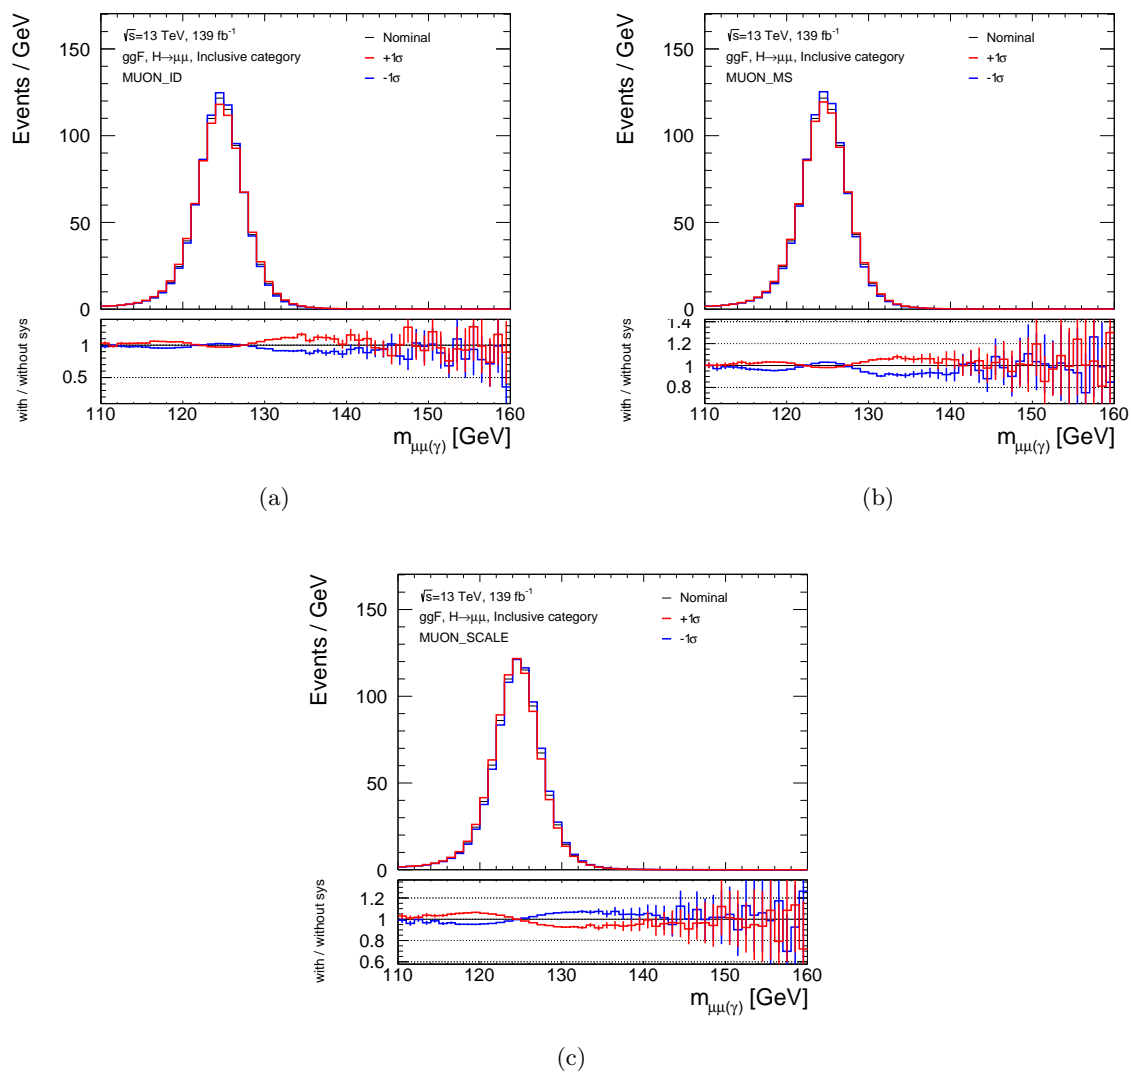 Events / GeV
√s=13 TeV, 139 fb⁻¹
ggF, H→μμ, Inclusive category
MUON_ID
Nominal
+1σ
-1σ
150
100
50
0
with / without sys
1
0.5
110 120 130 140 150 160
m_μμ(γ) [GeV]
(a)
Events / GeV
√s=13 TeV, 139 fb⁻¹
ggF, H→μμ, Inclusive category
MUON_MS
Nominal
+1σ
-1σ
150
100
50
0
with / without sys
1.4
1.2
1
0.8
110 120 130 140 150 160
m_μμ(γ) [GeV]
(b)
Events / GeV
√s=13 TeV, 139 fb⁻¹
ggF, H→μμ, Inclusive category
MUON_SCALE
Nominal
+1σ
-1σ
150
100
50
0
with / without sys
1.2
1
0.8
0.6
110 120 130 140 150 160
m_μμ(γ) [GeV]
(c)